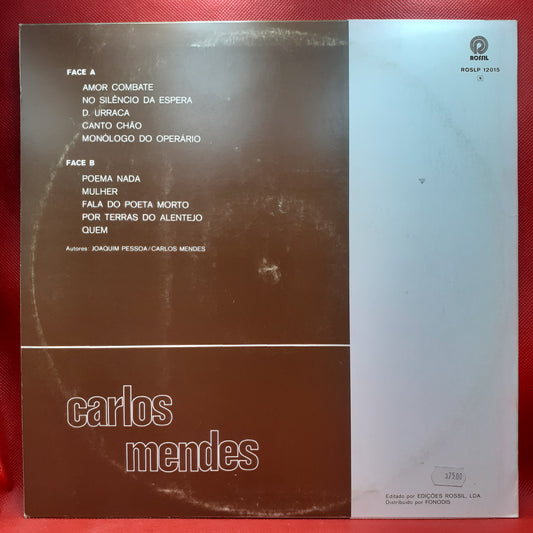 ROSSIL
ROSLP 12015
FACE A
AMOR COMBATE
NO SILÊNCIO DA ESPERA
D. URRACA
CANTO CHÃO
MONÓLOGO DO OPERÁRIO
FACE B
POEMA NADA
MULHER
FALA DO POETA MORTO
POR TERRAS DO ALENTEJO
QUEM
Autores: JOAQUIM PESSOA/CARLOS MENDES
carlos
mendes
375.00
Editado por EDIÇÕES ROSSIL, LDA.
Distribuído por FONODIS